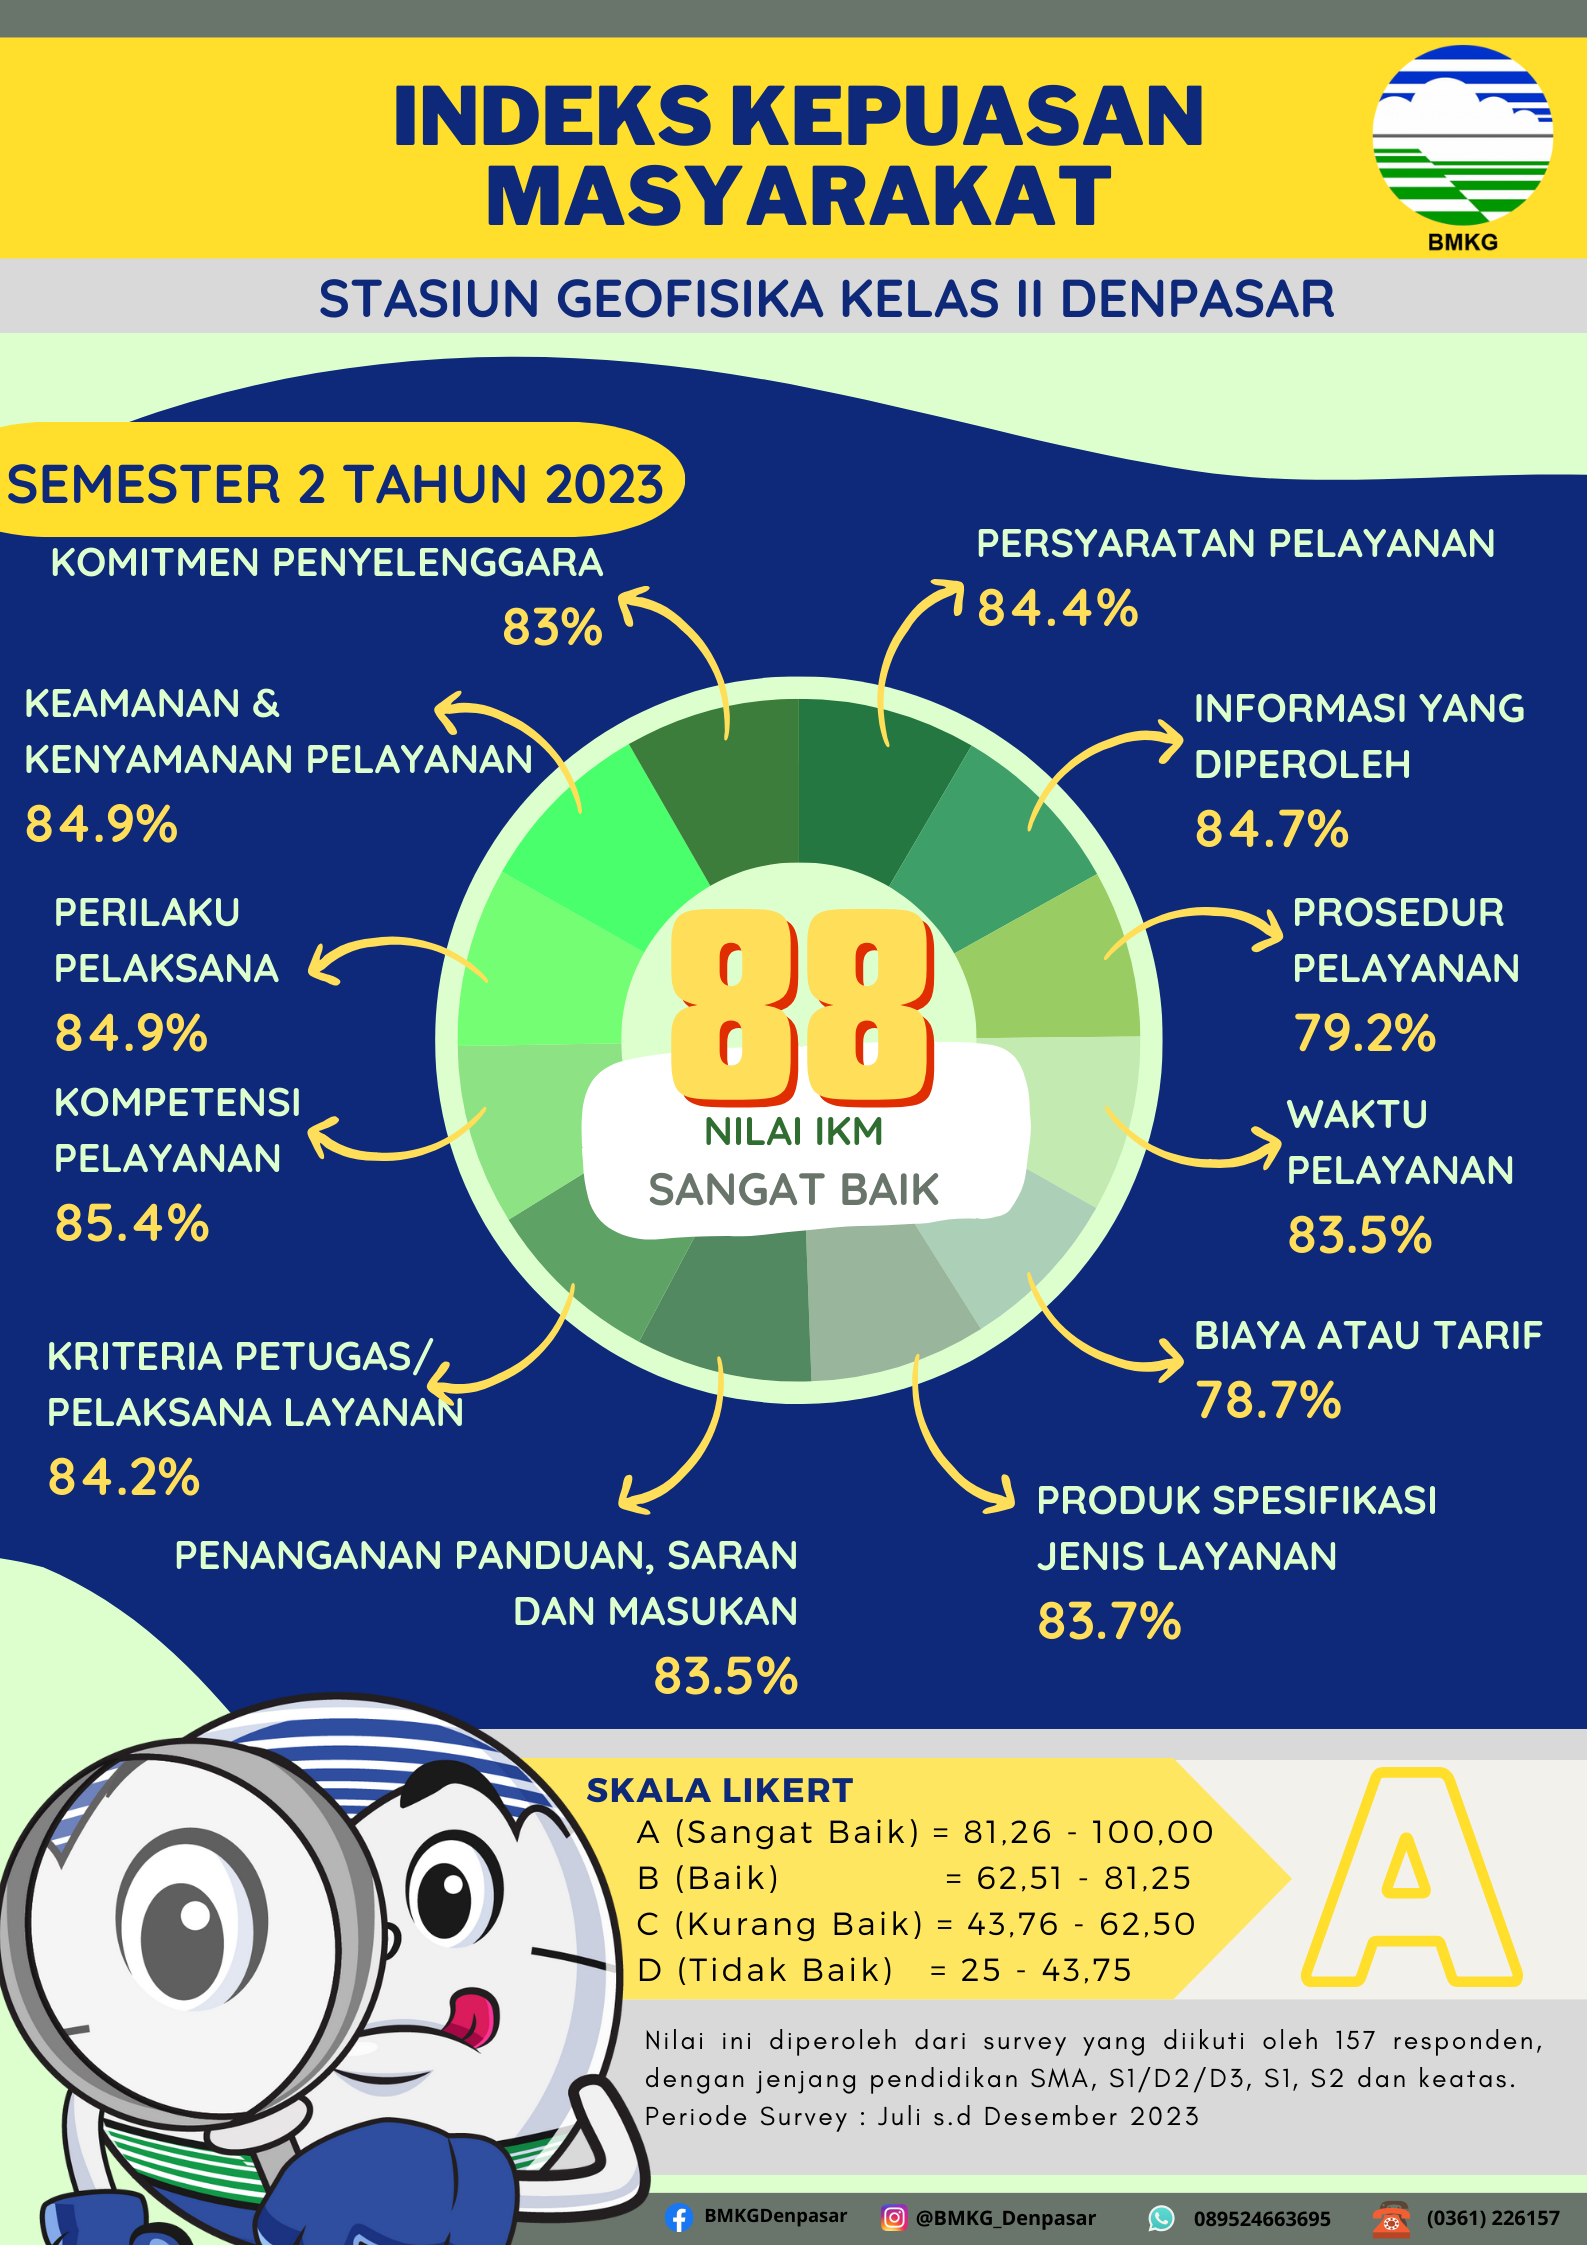 INDEKS KEPUASAN
MASYARAKAT
BMKG
STASIUN GEOFISIKA KELAS II DENPASAR
SEMESTER 2 TAHUN 2023
KOMITMEN PENYELENGGARA
83%
PERSYARATAN PELAYANAN
84.4%
KEAMANAN &
KENYAMANAN PELAYANAN
84.9%
INFORMASI YANG
DIPEROLEH
84.7%
PERILAKU
PELAKSANA
84.9%
PROSEDUR
PELAYANAN
79.2%
88
NILAI IKM
SANGAT BAIK
KOMPETENSI
PELAYANAN
85.4%
WAKTU
PELAYANAN
83.5%
KRITERIA PETUGAS/
PELAKSANA LAYANAN
84.2%
BIAYA ATAU TARIF
78.7%
PENANGANAN PANDUAN, SARAN
DAN MASUKAN
83.5%
PRODUK SPESIFIKASI
JENIS LAYANAN
83.7%
SKALA LIKERT
A (Sangat Baik) = 81,26 - 100,00
B (Baik) = 62,51 - 81,25
C (Kurang Baik) = 43,76 - 62,50
D (Tidak Baik) = 25 - 43,75
A
Nilai ini diperoleh dari survey yang diikuti oleh 157 responden,
dengan jenjang pendidikan SMA, S1/D2/D3, S1, S2 dan keatas.
Periode Survey : Juli s.d Desember 2023
BMKGDenpasar @BMKG_Denpasar 089524663695 (0361) 226157